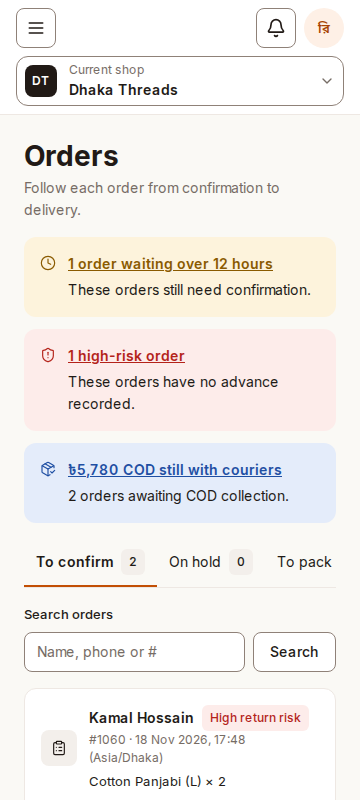 রি
DT
Current shop
Dhaka Threads
Orders
Follow each order from confirmation to
delivery.
1 order waiting over 12 hours
These orders still need confirmation.
1 high-risk order
These orders have no advance
recorded.
৳5,780 COD still with couriers
2 orders awaiting COD collection.
To confirm 2 On hold 0 To pack
Search orders
Name, phone or # Search
Kamal Hossain High return risk
#1060 · 18 Nov 2026, 17:48
(Asia/Dhaka)
Cotton Panjabi (L) × 2